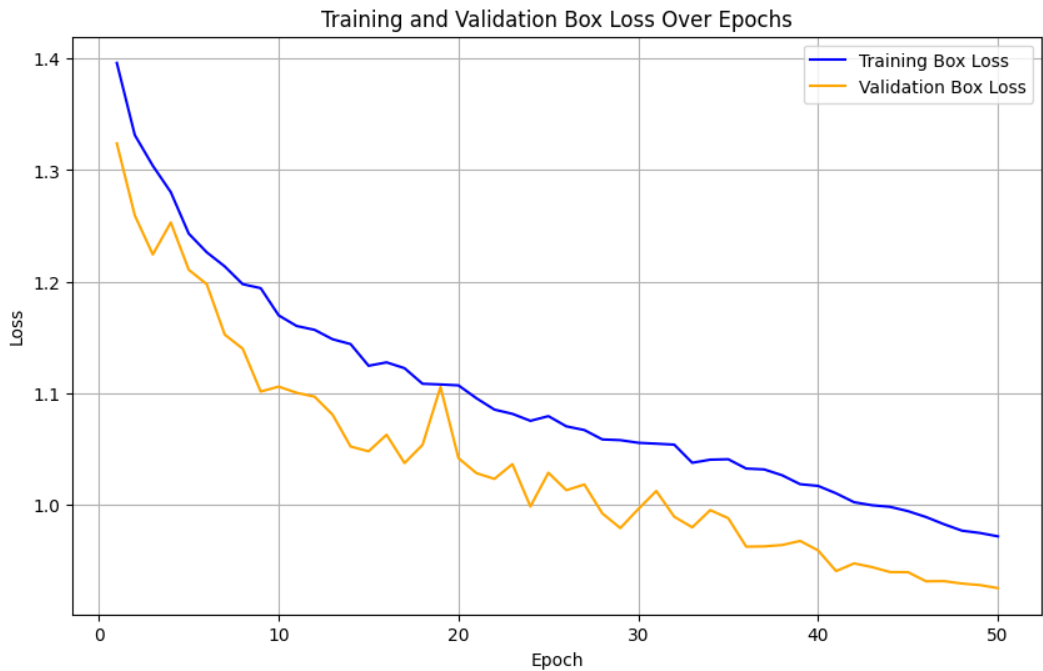 Training and Validation Box Loss Over Epochs
Training Box Loss
Validation Box Loss
1.4
1.3
1.2
1.1
1.0
Loss
0 10 20 30 40 50
Epoch